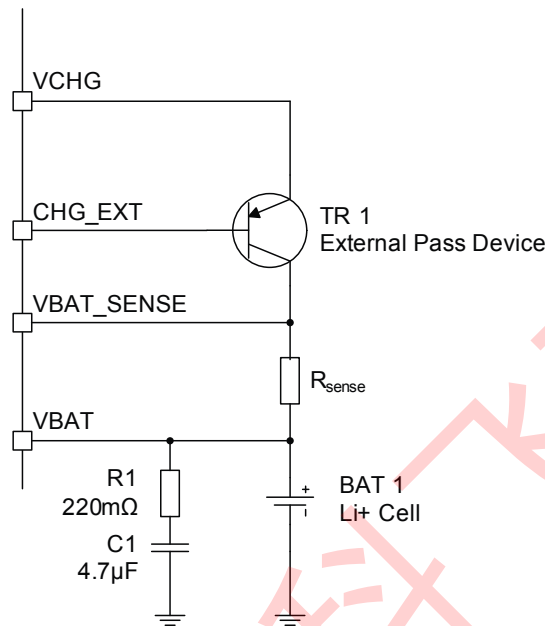 VCHG
CHG_EXT
TR 1
External Pass Device
VBAT_SENSE
Rsense
VBAT
R1
220mΩ
BAT 1
Li+ Cell
C1
4.7µF
+
-